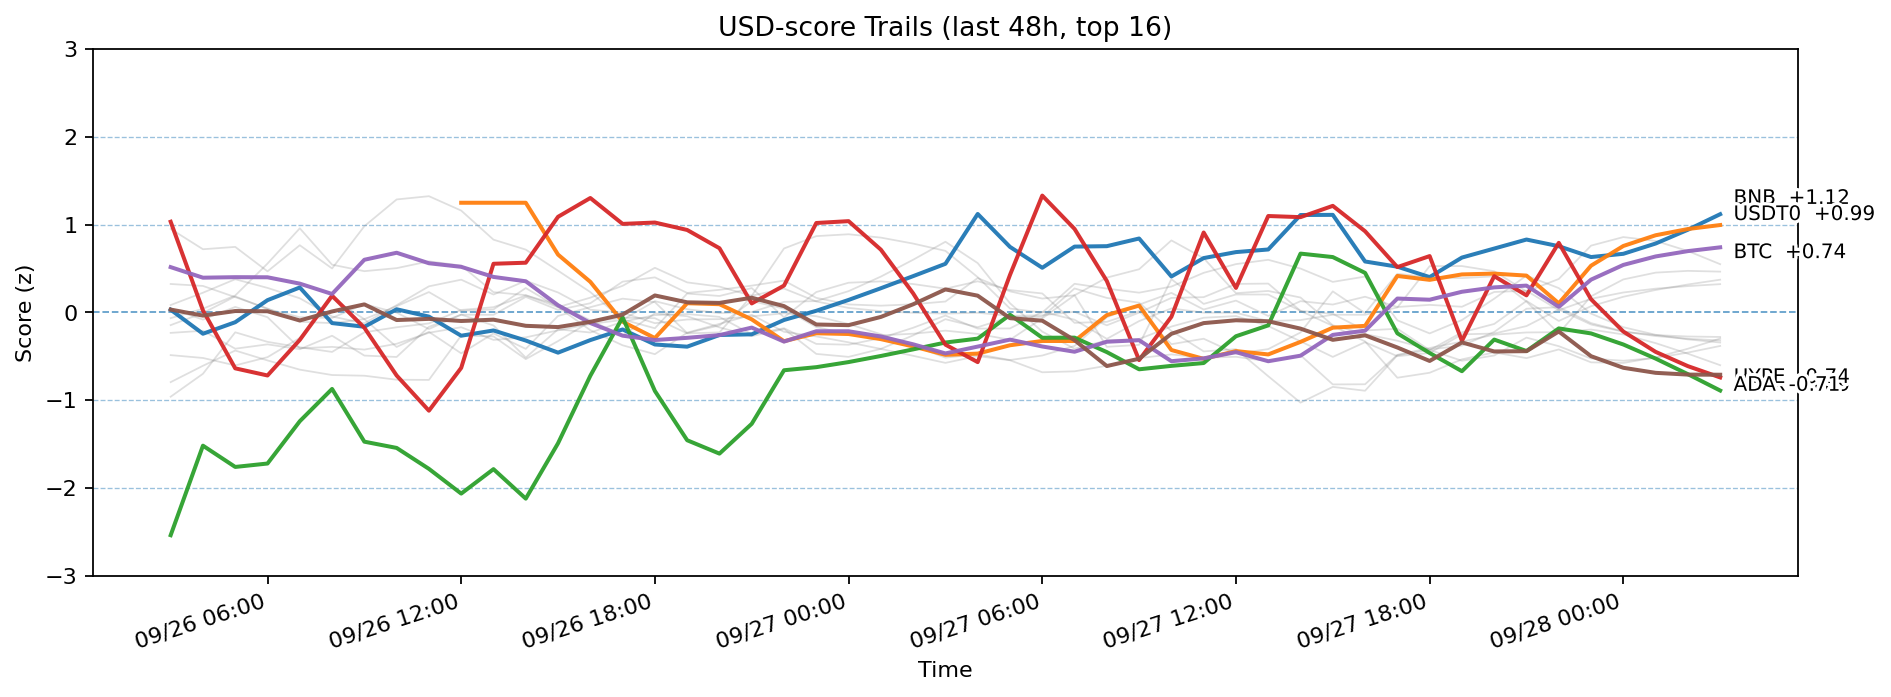 USD-score Trails (last 48h, top 16)
3
2
1
0
−1
−2
−3
Score (z)
BNB +1.12
USDT0 +0.99
BTC +0.74
HYPE
ADA
09/26 06:00
09/26 12:00
09/26 18:00
09/27 00:00
09/27 06:00
09/27 12:00
09/27 18:00
09/28 00:00
Time